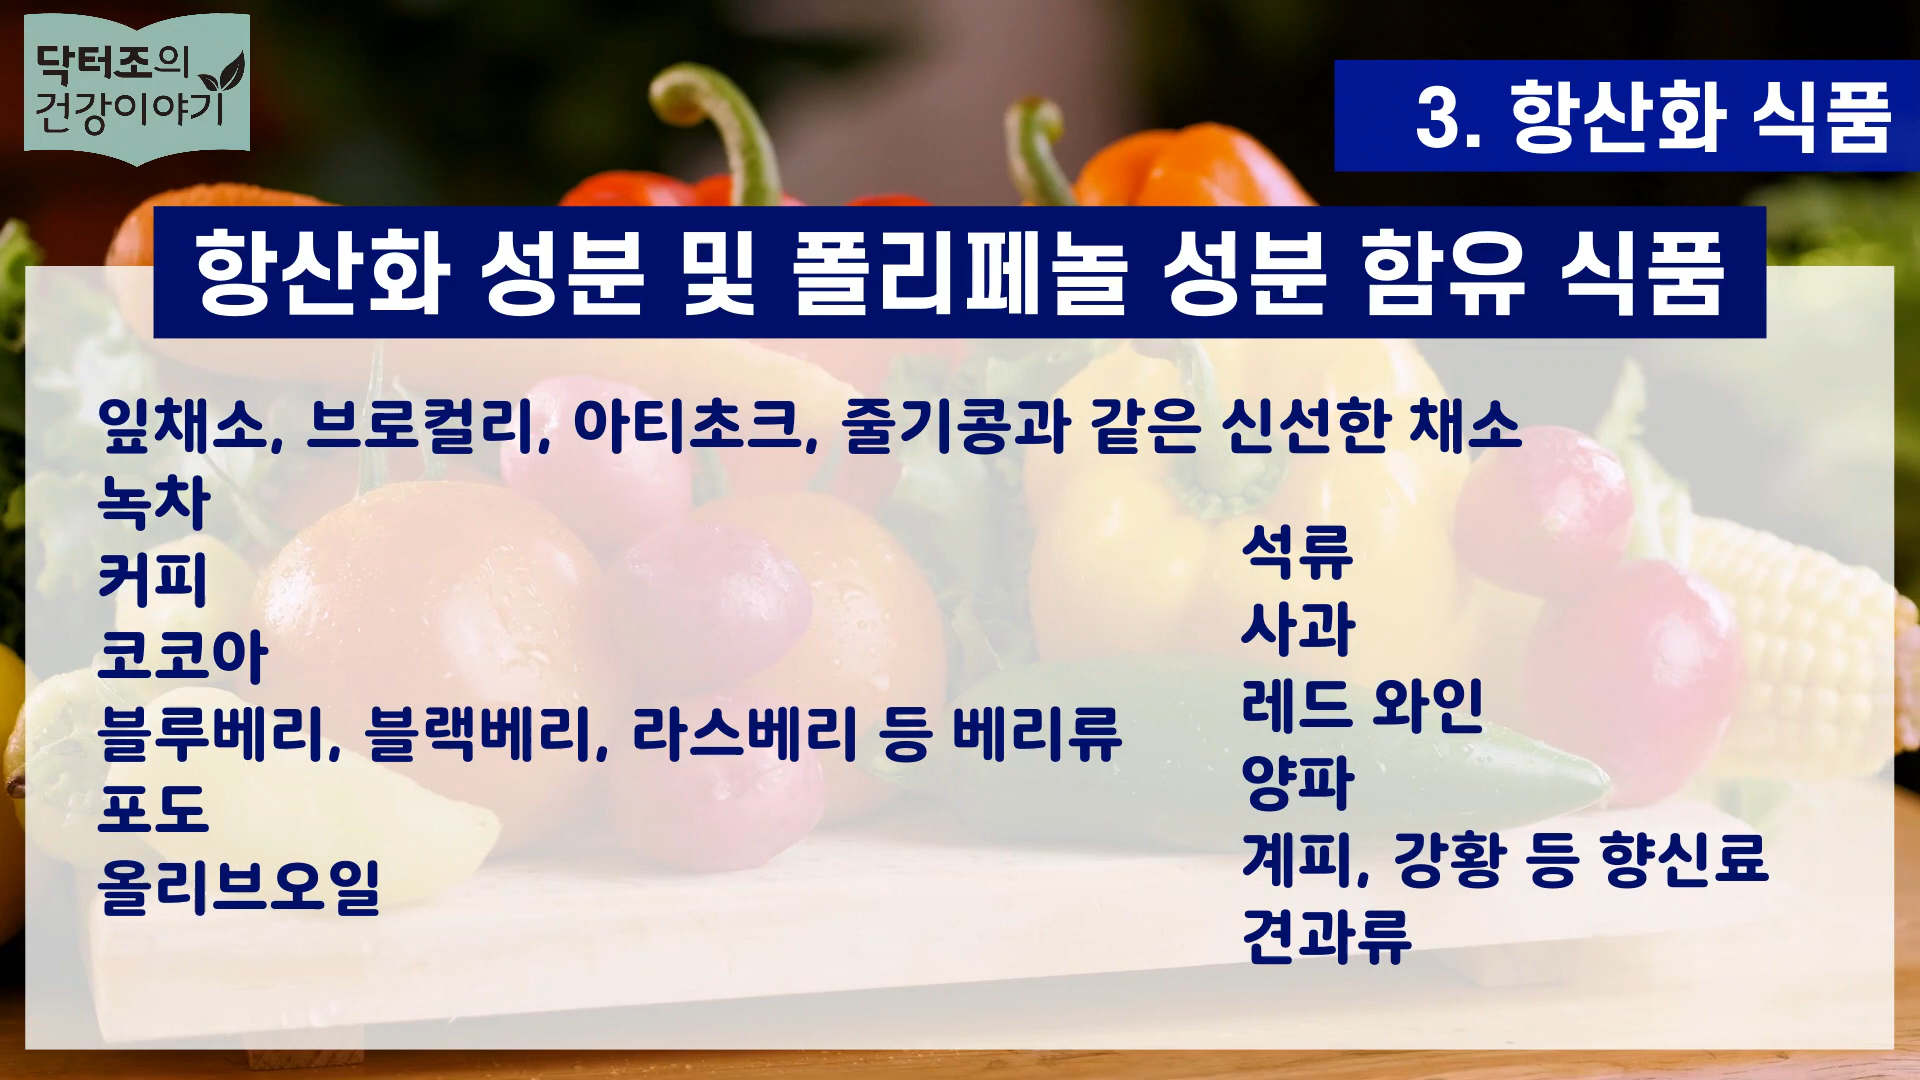 닥터조의
건강이야기
3. 항산화 식품
항산화 성분 및 폴리페놀 성분 함유 식품
잎채소, 브로컬리, 아티초크, 줄기콩과 같은 신선한 채소
녹차
커피
코코아
블루베리, 블랙베리, 라스베리 등 베리류
포도
올리브오일
석류
사과
레드 와인
양파
계피, 강황 등 향신료
견과류